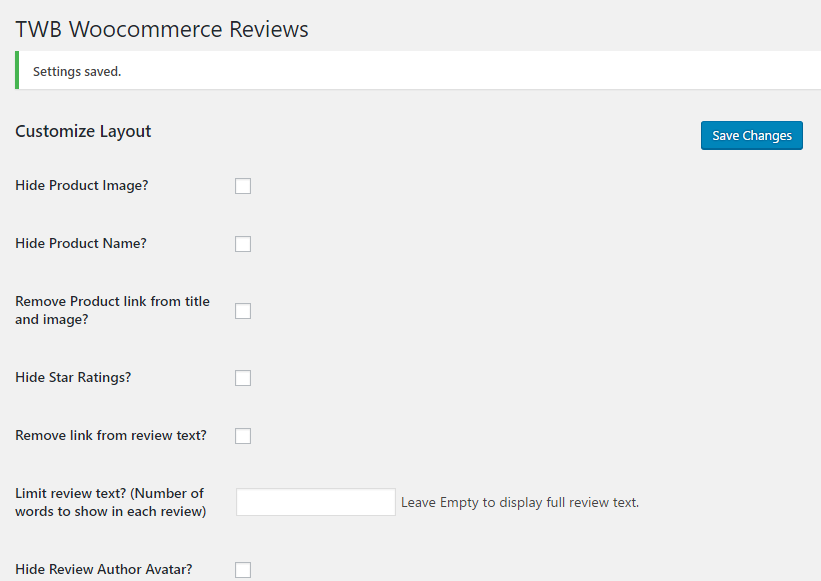 TWB Woocommerce Reviews
Settings saved.
Customize Layout
Save Changes
Hide Product Image?
Hide Product Name?
Remove Product link from title
and image?
Hide Star Ratings?
Remove link from review text?
Limit review text? (Number of
words to show in each review)
Leave Empty to display full review text.
Hide Review Author Avatar?